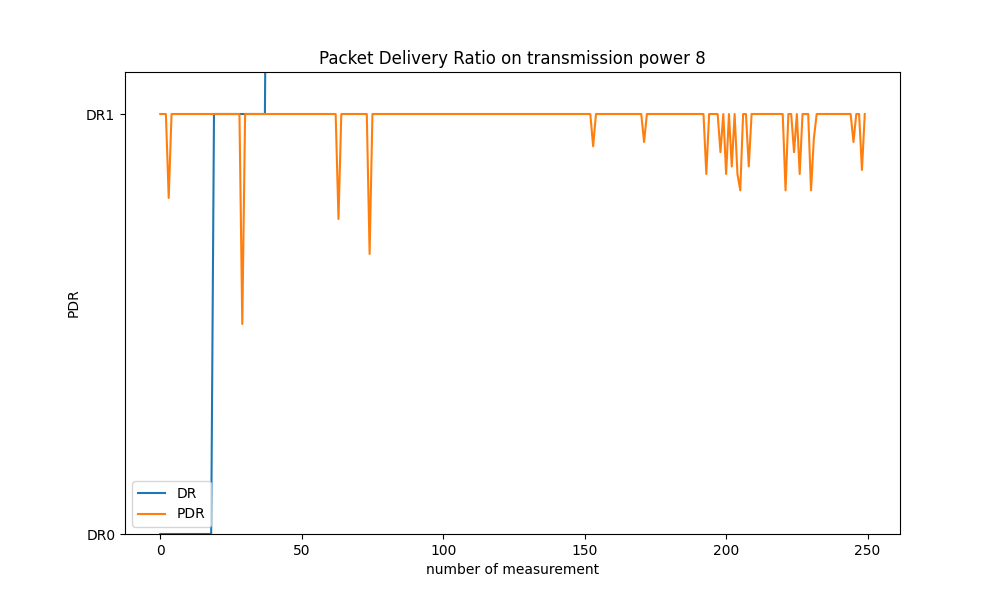 Packet Delivery Ratio on transmission power 8
DR1
PDR
DR
PDR
DR0
0 50 100 150 200 250
number of measurement